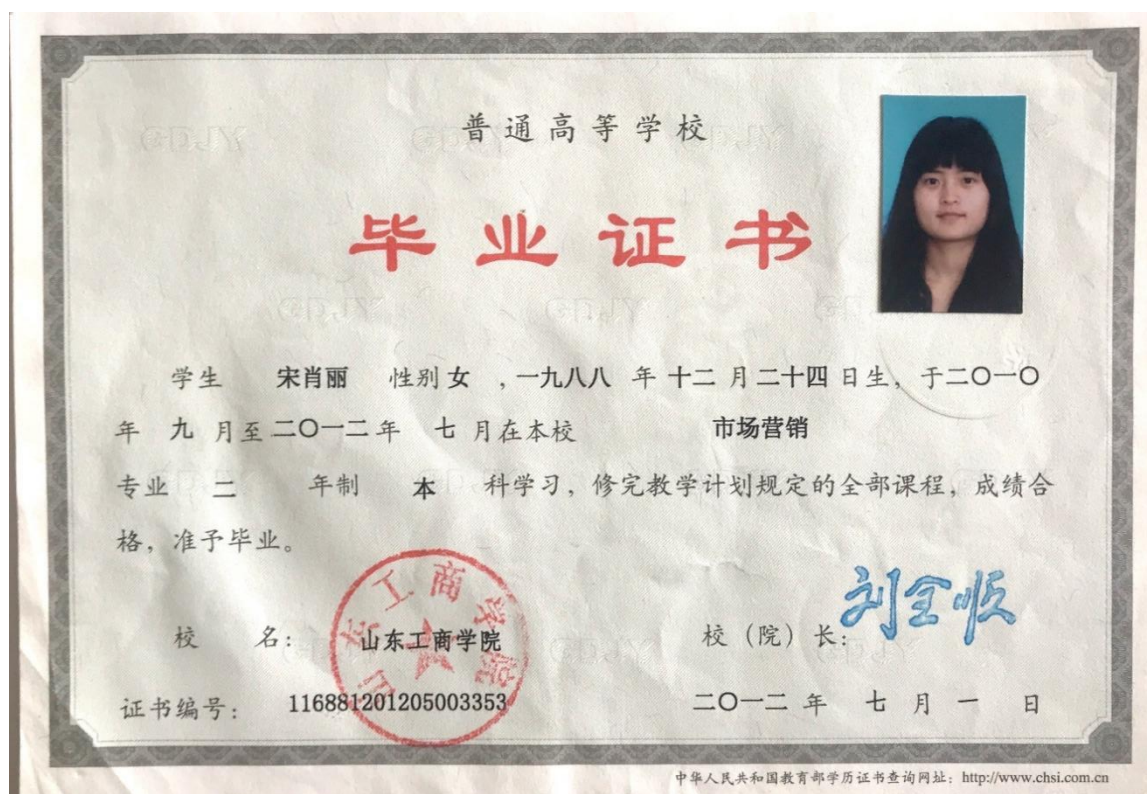 普通高等学校
毕业证书
学生 宋肖丽 性别 女 ，一九八八 年 十二 月 二十四 日生，于二〇一〇
年 九 月至 二〇一二 年 七 月在本校 市场营销
专业 二 年制 本 科学习，修完教学计划规定的全部课程，成绩合
格，准予毕业。
山东工商学院
校 名： 山东工商学院 校（院）长： 刘全顺
证书编号： 116881201205003353 二〇一二 年 七 月 一 日
中华人民共和国教育部学历证书查询网址：http://www.chsi.com.cn